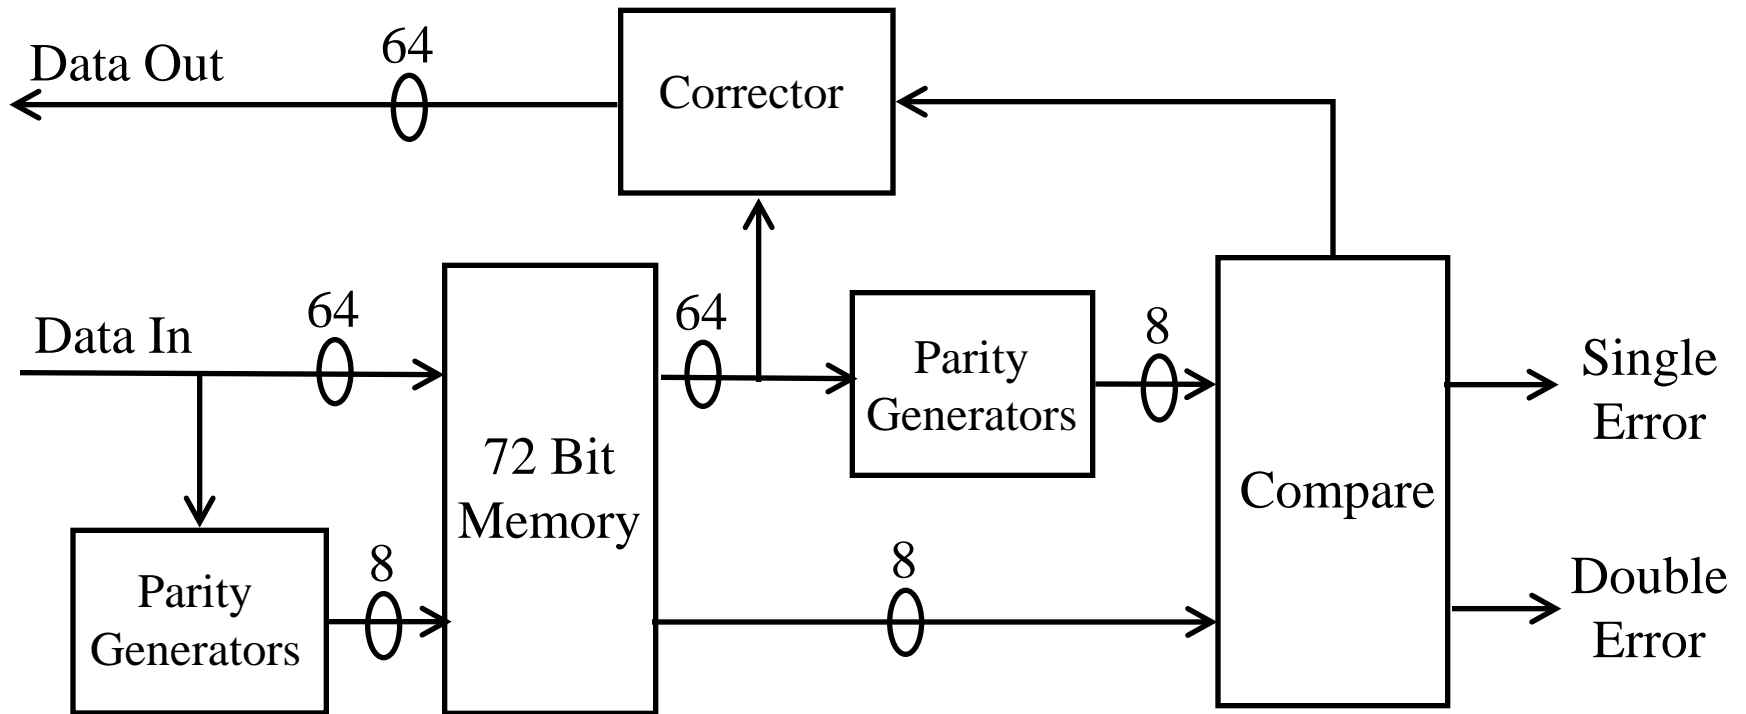 64
Data Out
Corrector
64
Data In
64
8
Parity
Generators
Single
Error
72 Bit
Memory
Compare
8
Parity
Generators
8
Double
Error